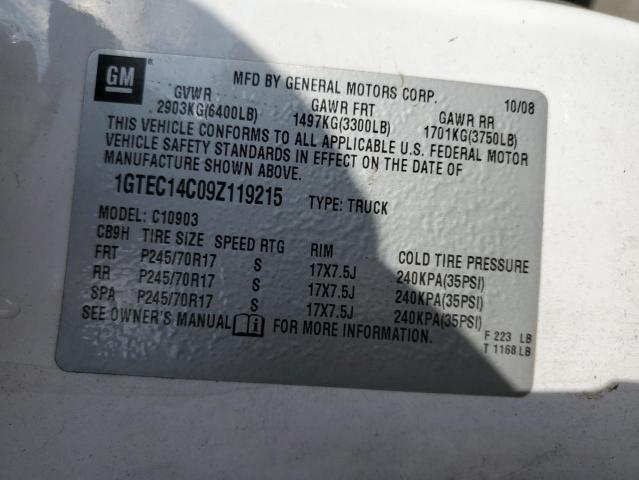 GM
MFD BY GENERAL MOTORS CORP. 10/08
GVWR GAWR FRT GAWR RR
2903KG(6400LB) 1497KG(3300LB) 1701KG(3750LB)
THIS VEHICLE CONFORMS TO ALL APPLICABLE U.S. FEDERAL MOTOR
VEHICLE SAFETY STANDARDS IN EFFECT ON THE DATE OF
MANUFACTURE SHOWN ABOVE.
1GTEC14C09Z119215 TYPE: TRUCK
MODEL: C10903
CB9H TIRE SIZE SPEED RTG RIM COLD TIRE PRESSURE
FRT P245/70R17 S 17X7.5J 240KPA(35PSI)
RR P245/70R17 S 17X7.5J 240KPA(35PSI)
SPA P245/70R17 S 17X7.5J 240KPA(35PSI)
SEE OWNER'S MANUAL FOR MORE INFORMATION.
F 223 LB
T 1168 LB